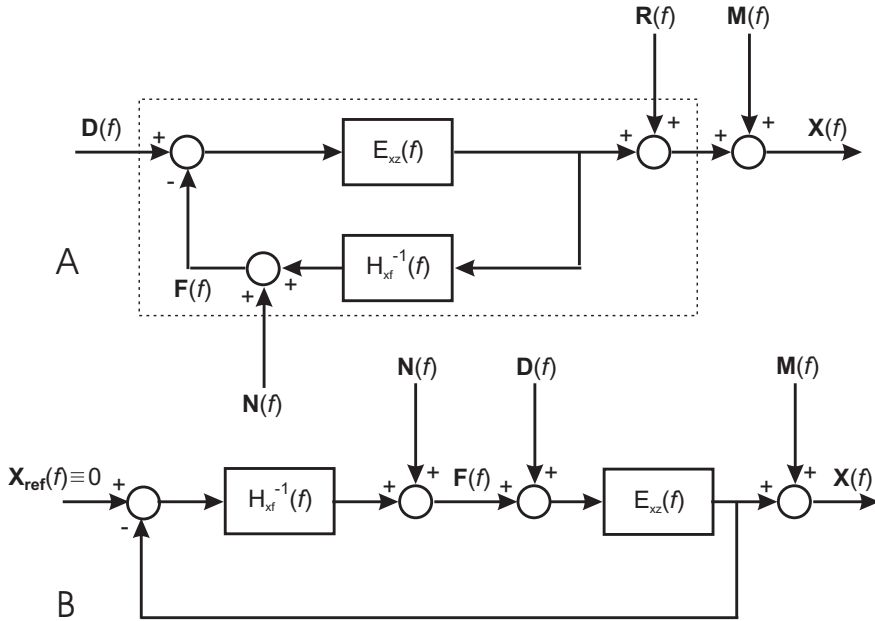 R(f) M(f)
D(f) + + + + + X(f)
E_xz(f)
-
A H_xf^-1(f)
F(f) + +
N(f)
N(f) D(f) M(f)
X_ref(f)≡0 + H_xf^-1(f) + + F(f) + + E_xz(f) + + X(f)
-
B